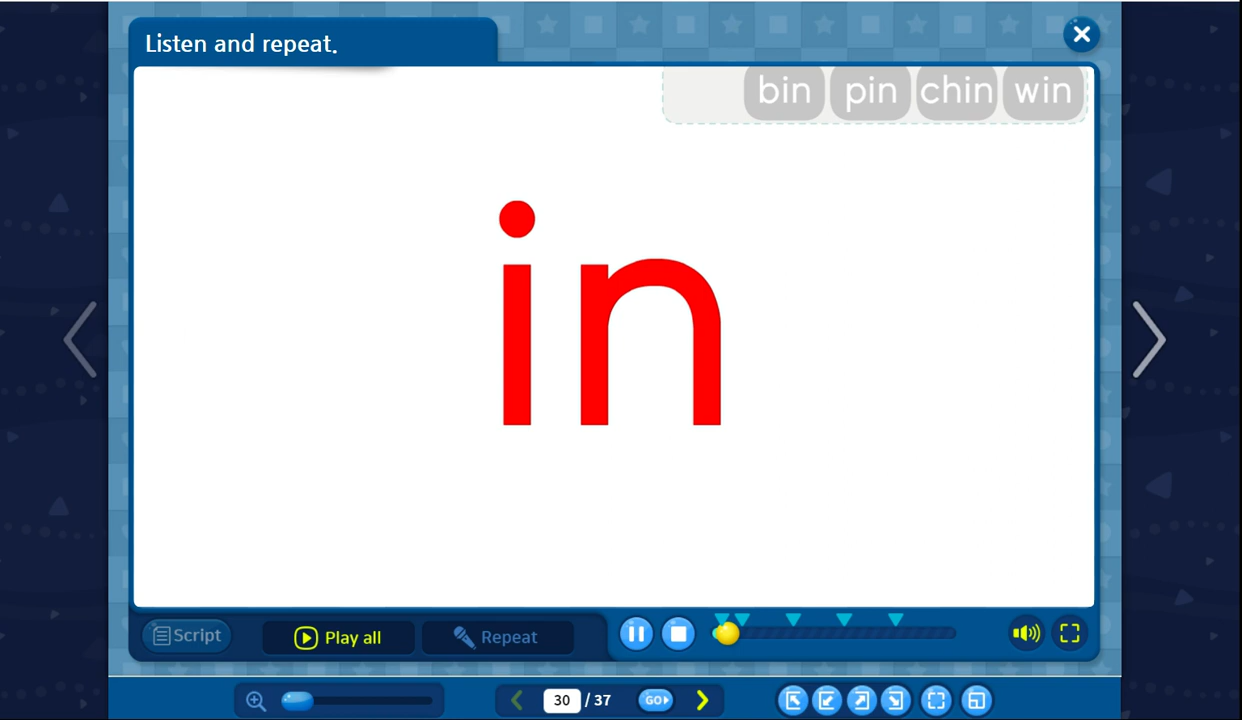 Listen and repeat.
bin pin chin win
in
Script
Play all
Repeat
30 / 37 GO